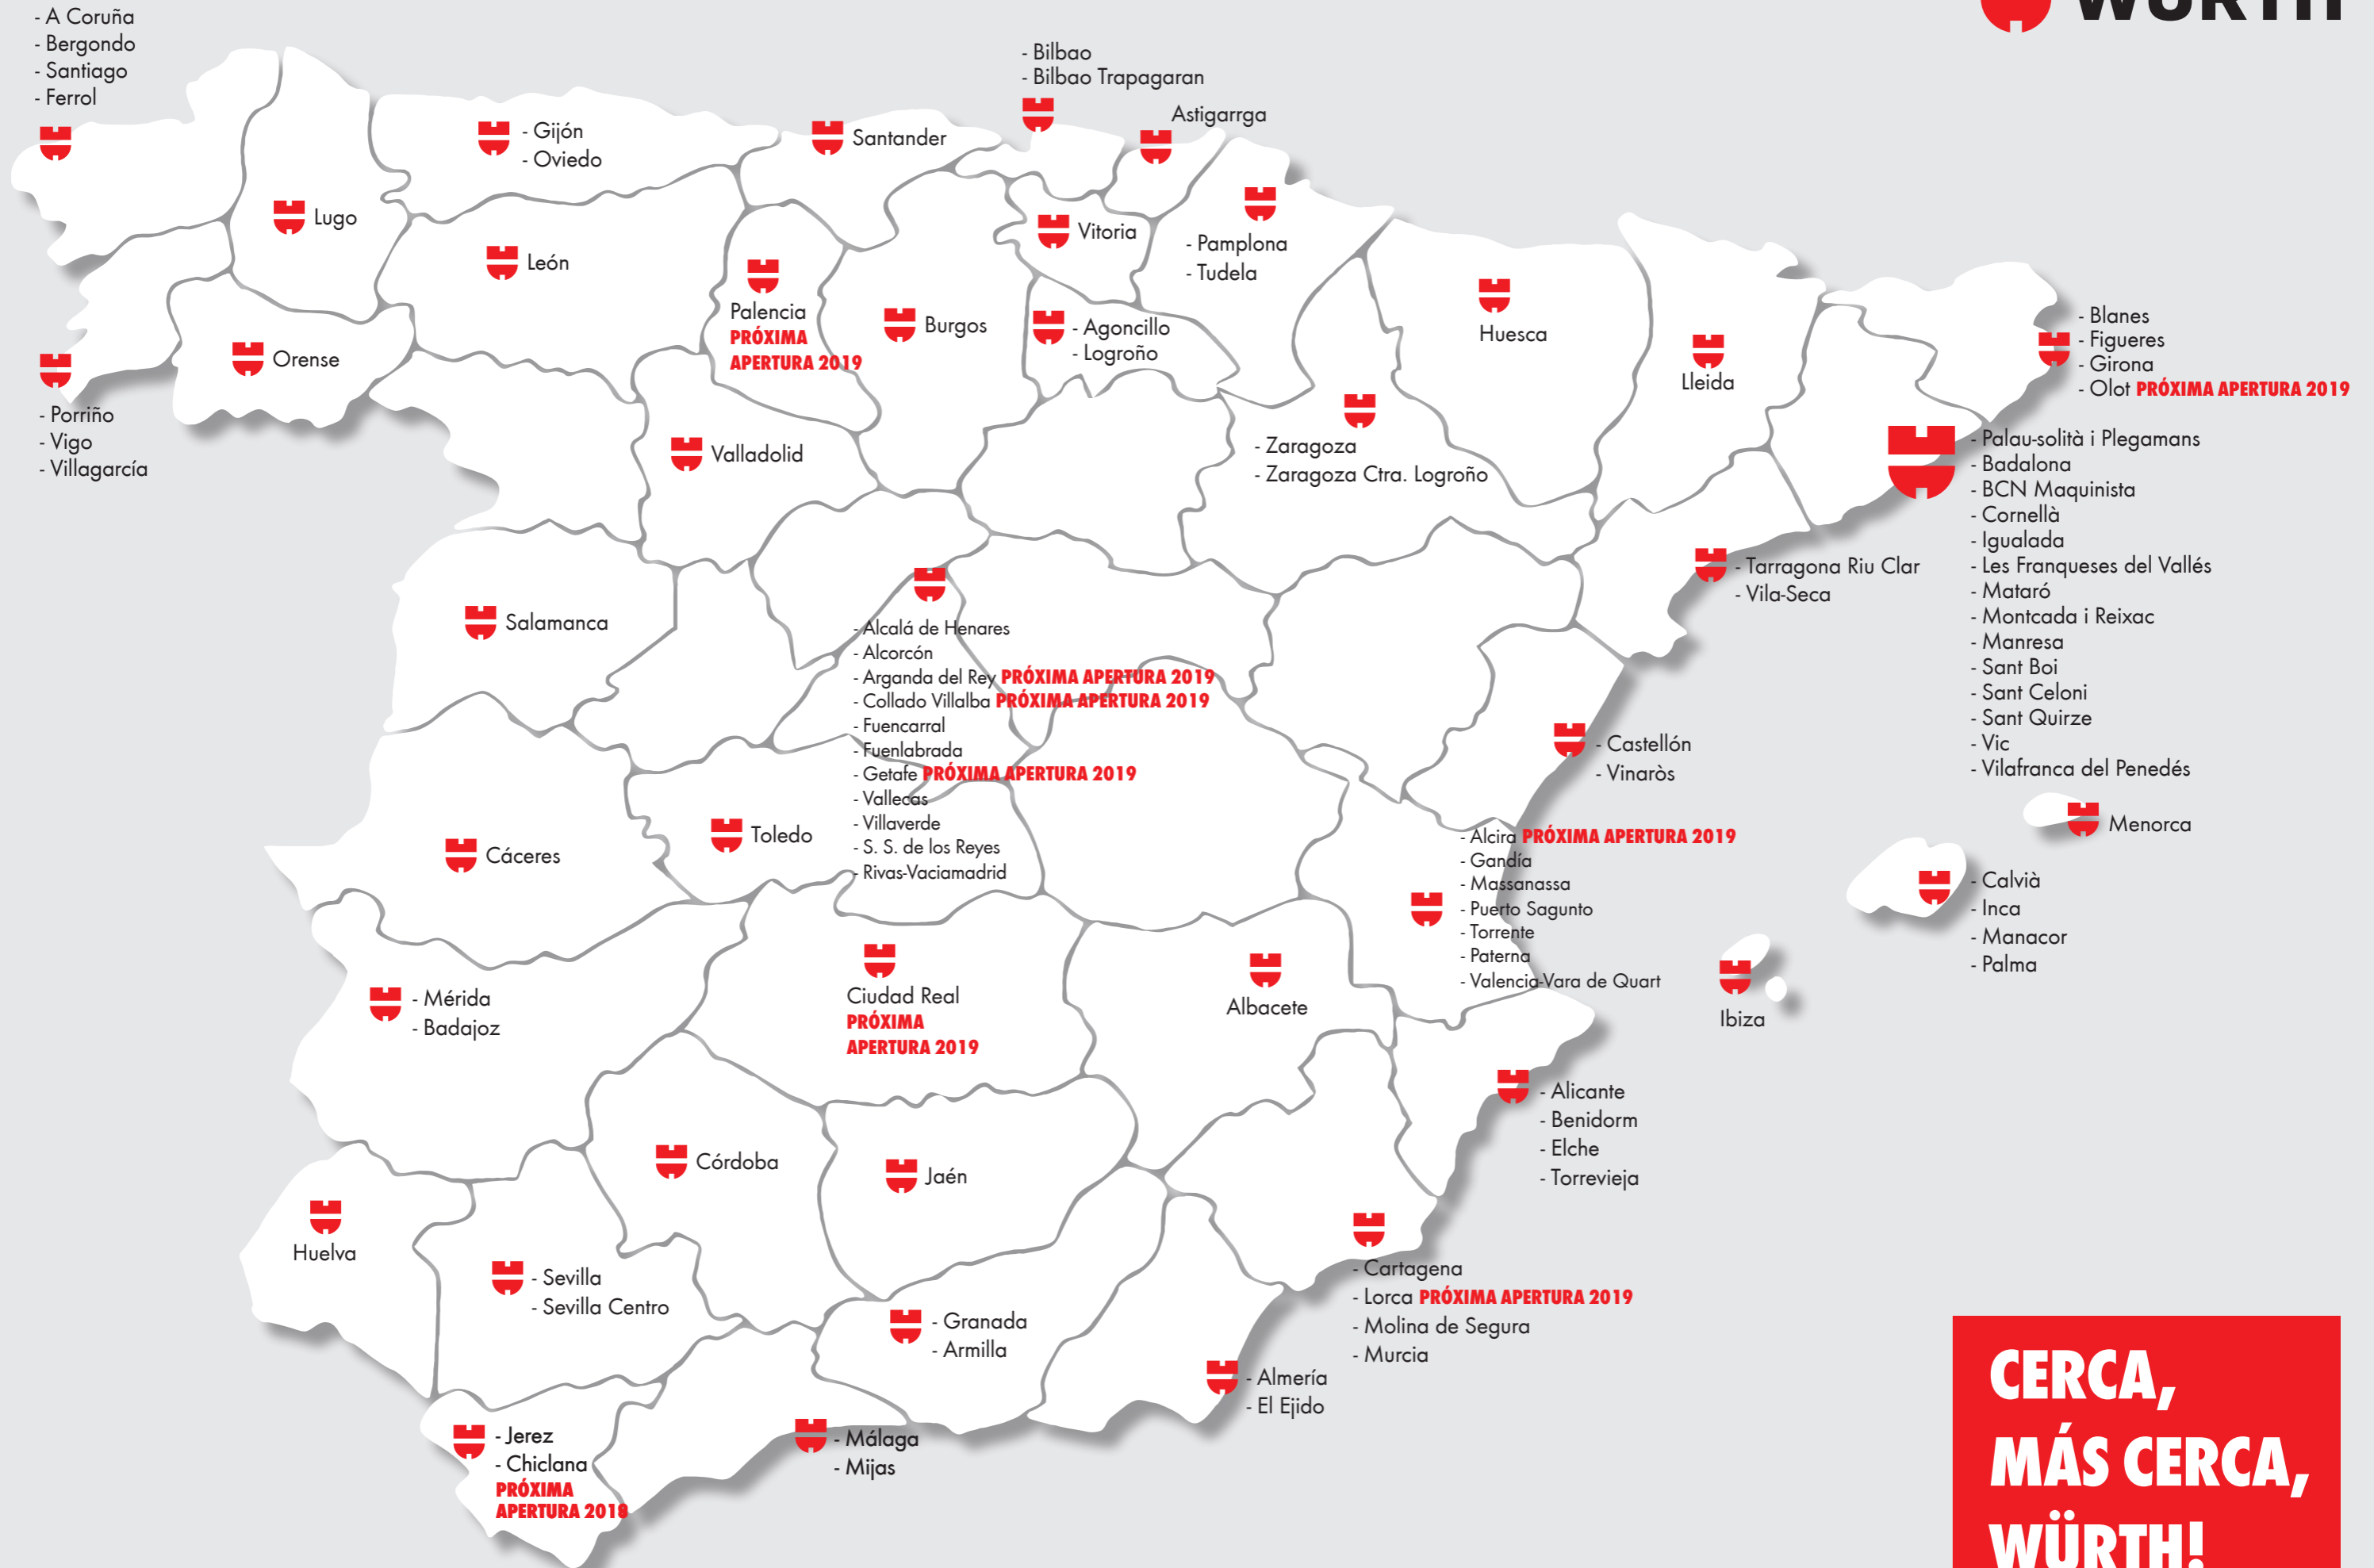 - A Coruña
- Bergondo
- Santiago
- Ferrol
WÜRTH
- Bilbao
- Bilbao Trapagaran
Astigarrga
- Gijón
- Oviedo
Santander
Lugo
León
Vitoria
- Pamplona
- Tudela
Palencia
PRÓXIMA
APERTURA 2019
Burgos
- Agoncillo
- Logroño
Huesca
Lleida
- Blanes
- Figueres
- Girona
- Olot PRÓXIMA APERTURA 2019
Orense
- Porriño
- Vigo
- Villagarcía
Valladolid
- Zaragoza
- Zaragoza Ctra. Logroño
- Palau-solità i Plegamans
- Badalona
- BCN Maquinista
- Cornellà
- Igualada
- Les Franqueses del Vallés
- Mataró
- Montcada i Reixac
- Manresa
- Sant Boi
- Sant Celoni
- Sant Quirze
- Vic
- Vilafranca del Penedés
- Tarragona Riu Clar
- Vila-Seca
Salamanca
- Alcalá de Henares
- Alcorcón
- Arganda del Rey PRÓXIMA APERTURA 2019
- Collado Villalba PRÓXIMA APERTURA 2019
- Fuencarral
- Fuenlabrada
- Getafe PRÓXIMA APERTURA 2019
- Vallecas
- Villaverde
- S. S. de los Reyes
- Rivas-Vaciamadrid
- Castellón
- Vinaròs
Menorca
Toledo
Cáceres
- Alcira PRÓXIMA APERTURA 2019
- Gandía
- Massanassa
- Puerto Sagunto
- Torrente
- Paterna
- Valencia-Vara de Quart
- Calvià
- Inca
- Manacor
- Palma
Ibiza
- Mérida
- Badajoz
Ciudad Real
PRÓXIMA
APERTURA 2019
Albacete
- Alicante
- Benidorm
- Elche
- Torrevieja
Córdoba
Jaén
Huelva
- Sevilla
- Sevilla Centro
- Granada
- Armilla
- Cartagena
- Lorca PRÓXIMA APERTURA 2019
- Molina de Segura
- Murcia
- Almería
- El Ejido
- Jerez
- Chiclana
PRÓXIMA
APERTURA 2018
- Málaga
- Mijas
CERCA,
MÁS CERCA,
WÜRTH!